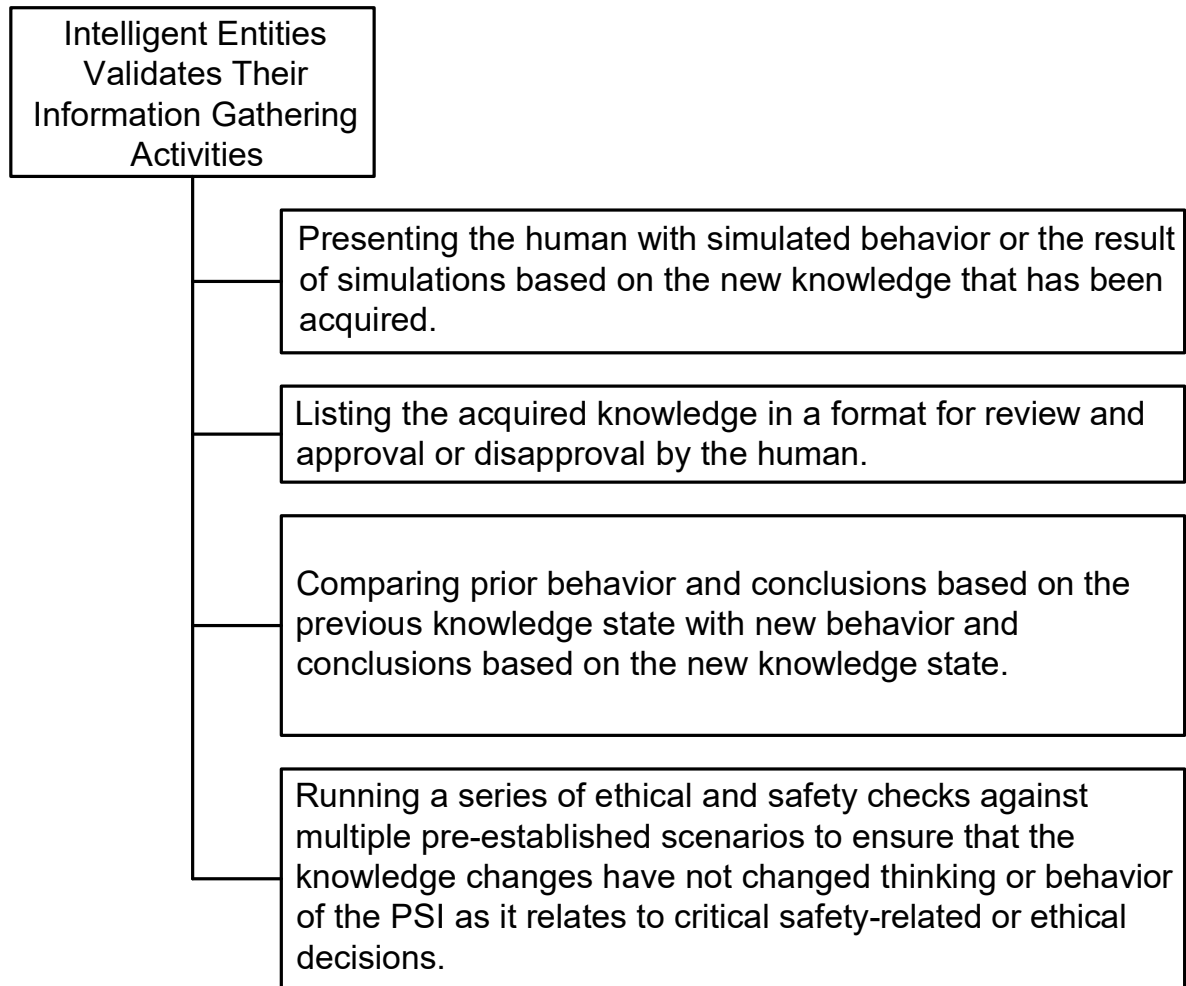 Intelligent Entities
Validates Their
Information Gathering
Activities
Presenting the human with simulated behavior or the result
of simulations based on the new knowledge that has been
acquired.
Listing the acquired knowledge in a format for review and
approval or disapproval by the human.
Comparing prior behavior and conclusions based on the
previous knowledge state with new behavior and
conclusions based on the new knowledge state.
Running a series of ethical and safety checks against
multiple pre-established scenarios to ensure that the
knowledge changes have not changed thinking or behavior
of the PSI as it relates to critical safety-related or ethical
decisions.